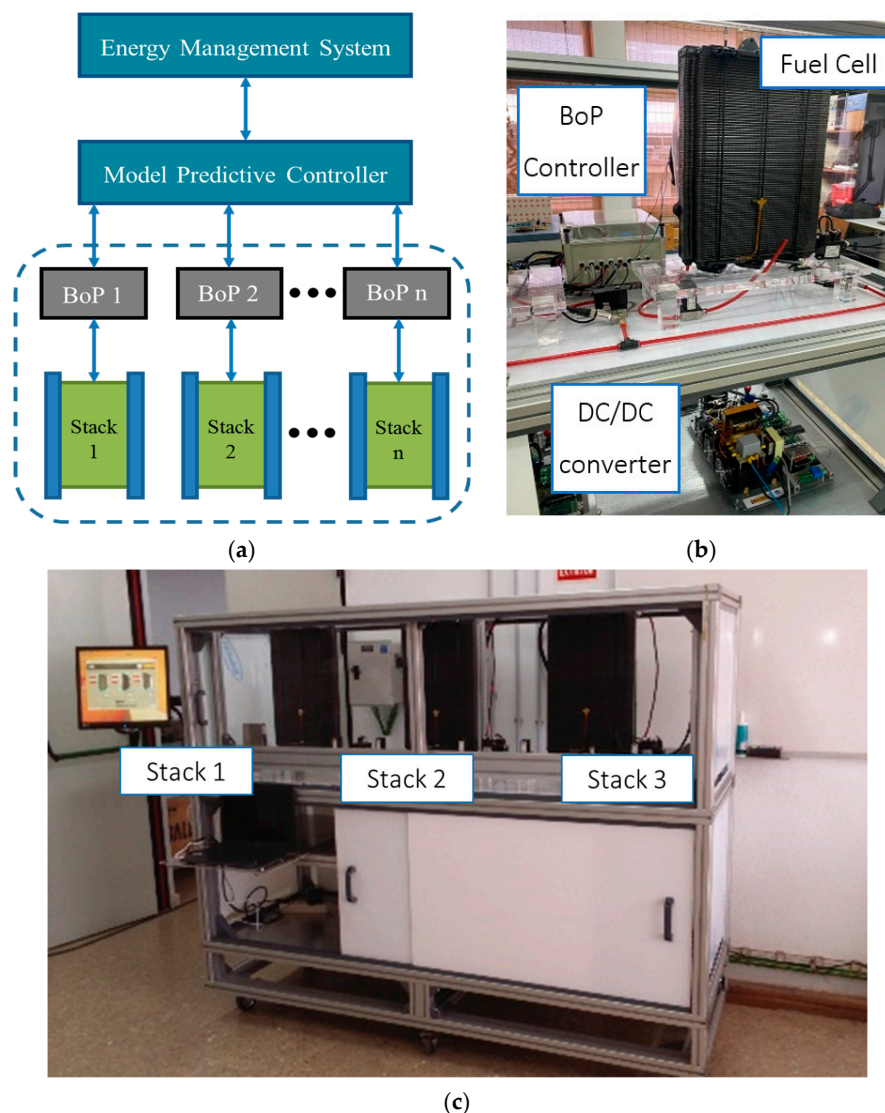 Energy Management System
Model Predictive Controller
BoP 1
BoP 2
BoP n
Stack
1
Stack
2
Stack
n
(a)
Fuel Cell
BoP
Controller
DC/DC
converter
(b)
Stack 1
Stack 2
Stack 3
(c)